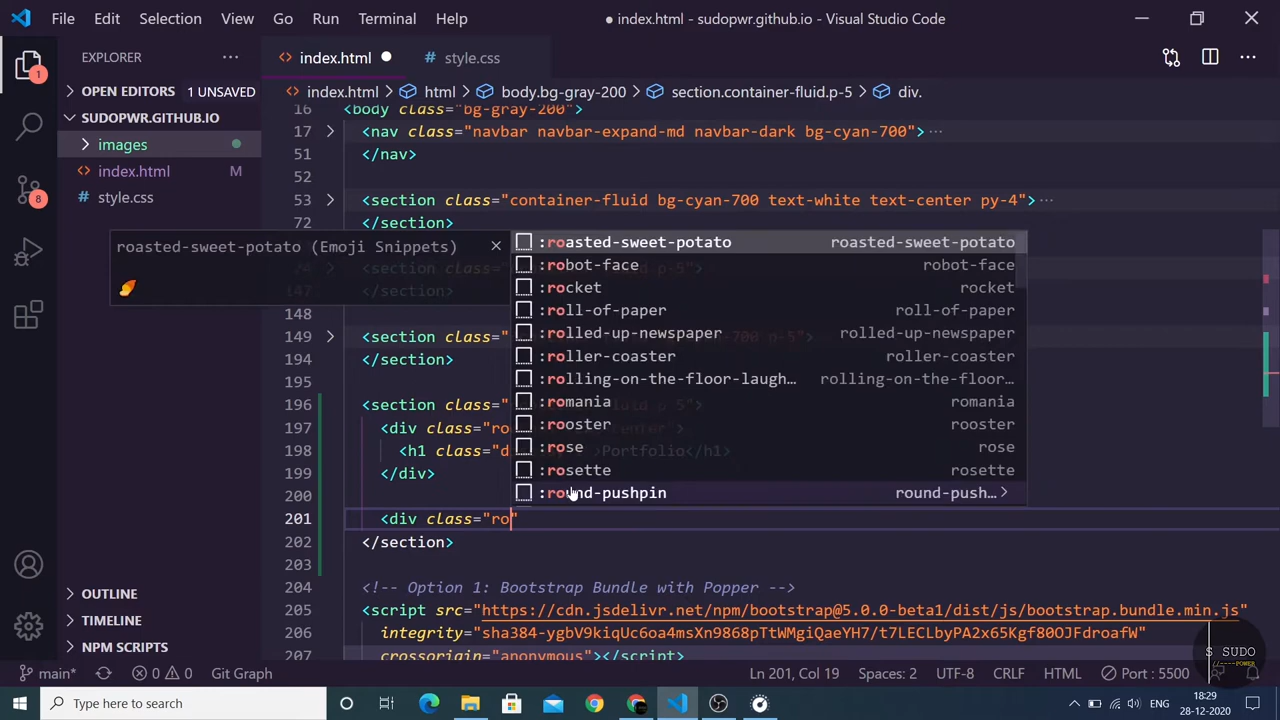 File Edit Selection View Go Run Terminal Help
● index.html - sudopwr.github.io - Visual Studio Code
EXPLORER
index.html
# style.css
OPEN EDITORS 1 UNSAVED
index.html > html > body.bg-gray-200 > section.container-fluid.p-5 > div.
SUDOPWR.GITHUB.IO
images
index.html M
# style.css
1
8
16 <body class="bg-gray-200">
17 <nav class="navbar navbar-expand-md navbar-dark bg-cyan-700">…
51 </nav>
52
53 <section class="container-fluid bg-cyan-700 text-white text-center py-4">…
72 </section>
roasted-sweet-potato (Emoji Snippets)
:roasted-sweet-potato roasted-sweet-potato
:robot-face robot-face
:rocket rocket
:roll-of-paper roll-of-paper
:rolled-up-newspaper rolled-up-newspaper
:roller-coaster roller-coaster
:rolling-on-the-floor-laugh… rolling-on-the-floor…
:romania romania
:rooster rooster
:rose rose
:rosette rosette
:round-pushpin round-push…
148
149 <section class="
194 </section>
195
196 <section class=" p-5">
197 <div class="ro
198 <h1 class="d >Portfolio</h1>
199 </div>
200
201 <div class="ro"
202 </section>
203
204 <!-- Option 1: Bootstrap Bundle with Popper -->
205 <script src="https://cdn.jsdelivr.net/npm/bootstrap@5.0.0-beta1/dist/js/bootstrap.bundle.min.js"
206 integrity="sha384-ygbV9kiqUc6oa4msXn9868pTtWMgiQaeYH7/t7LECLbyPA2x65Kgf80OJFdroafW"
207 crossorigin="anonymous"></script>
OUTLINE
TIMELINE
NPM SCRIPTS
S SUDO
//----POWER
main* 0 0 Git Graph
Ln 201, Col 19 Spaces: 2 UTF-8 CRLF HTML Port : 5500
Type here to search
ENG
18:29
28-12-2020